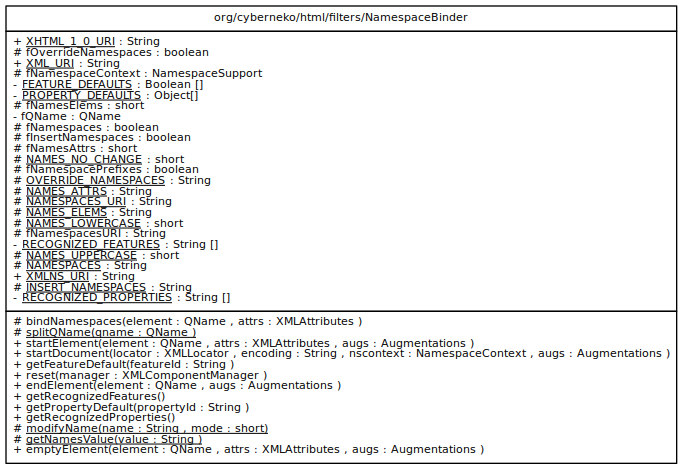 org/cyberneko/html/filters/NamespaceBinder
+ XHTML_1_0_URI : String
# fOverrideNamespaces : boolean
+ XML_URI : String
# fNamespaceContext : NamespaceSupport
- FEATURE_DEFAULTS : Boolean []
- PROPERTY_DEFAULTS : Object[]
# fNamesElems : short
- fQName : QName
# fNamespaces : boolean
# fInsertNamespaces : boolean
# fNamesAttrs : short
# NAMES_NO_CHANGE : short
# fNamespacePrefixes : boolean
# OVERRIDE_NAMESPACES : String
# NAMES_ATTRS : String
# NAMESPACES_URI : String
# NAMES_ELEMS : String
# NAMES_LOWERCASE : short
# fNamespacesURI : String
- RECOGNIZED_FEATURES : String []
# NAMES_UPPERCASE : short
# NAMESPACES : String
+ XMLNS_URI : String
# INSERT_NAMESPACES : String
- RECOGNIZED_PROPERTIES : String []
# bindNamespaces(element : QName , attrs : XMLAttributes )
# splitQName(qname : QName )
+ startElement(element : QName , attrs : XMLAttributes , augs : Augmentations )
+ startDocument(locator : XMLLocator , encoding : String , nscontext : NamespaceContext , augs : Augmentations )
+ getFeatureDefault(featureId : String )
+ reset(manager : XMLComponentManager )
+ endElement(element : QName , augs : Augmentations )
+ getRecognizedFeatures()
+ getPropertyDefault(propertyId : String )
+ getRecognizedProperties()
# modifyName(name : String , mode : short)
# getNamesValue(value : String )
+ emptyElement(element : QName , attrs : XMLAttributes , augs : Augmentations )